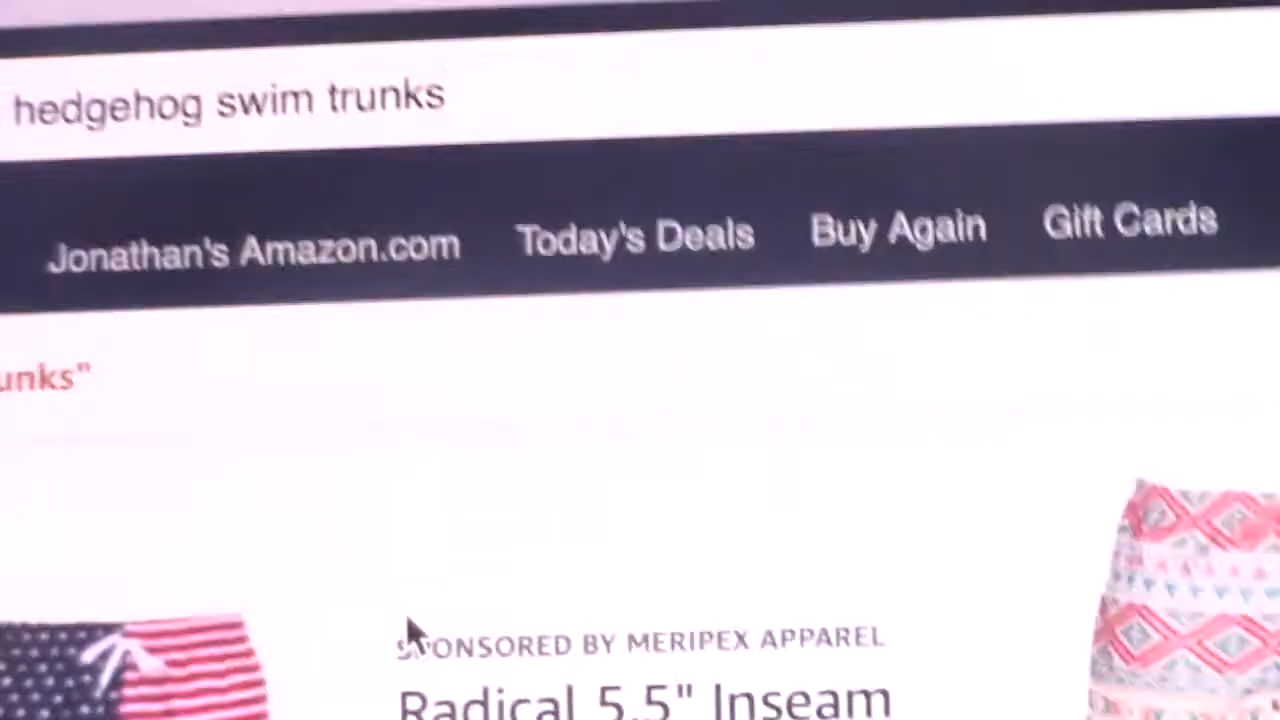 hedgehog swim trunks
Jonathan's Amazon.com Today's Deals Buy Again Gift Cards
unks"
SPONSORED BY MERIPEX APPAREL
Radical 5.5" Inseam